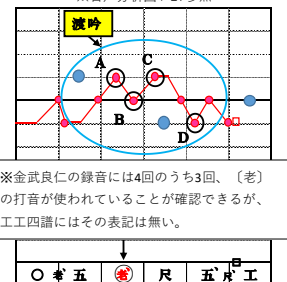 渡吟
A
C
B
D
※金武良仁の録音には4回のうち3回、〔老〕
の打音が使われていることが確認できるが、
工工四譜にはその表記は無い。
〇 老 五 老 尺 五 尺 工